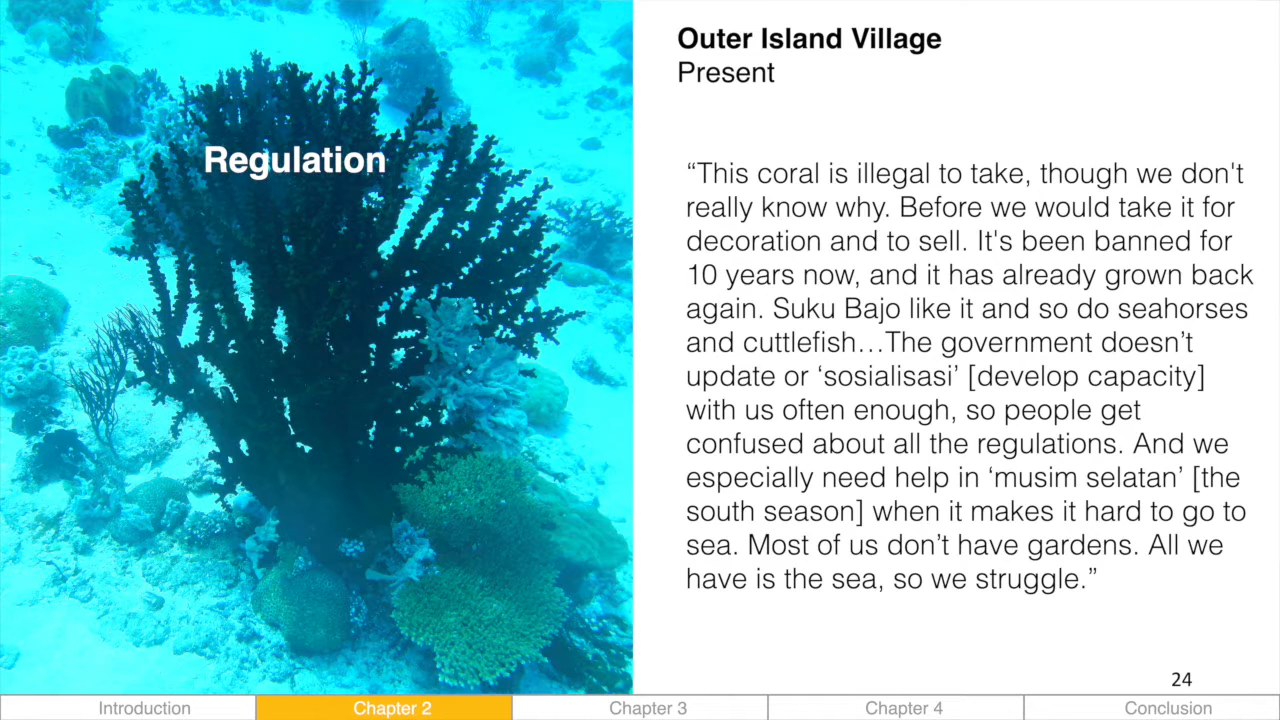 Regulation
Outer Island Village
Present
“This coral is illegal to take, though we don't
really know why. Before we would take it for
decoration and to sell. It's been banned for
10 years now, and it has already grown back
again. Suku Bajo like it and so do seahorses
and cuttlefish…The government doesn’t
update or ‘sosialisasi’ [develop capacity]
with us often enough, so people get
confused about all the regulations. And we
especially need help in ‘musim selatan’ [the
south season] when it makes it hard to go to
sea. Most of us don’t have gardens. All we
have is the sea, so we struggle.”
24
Introduction
Chapter 2
Chapter 3
Chapter 4
Conclusion